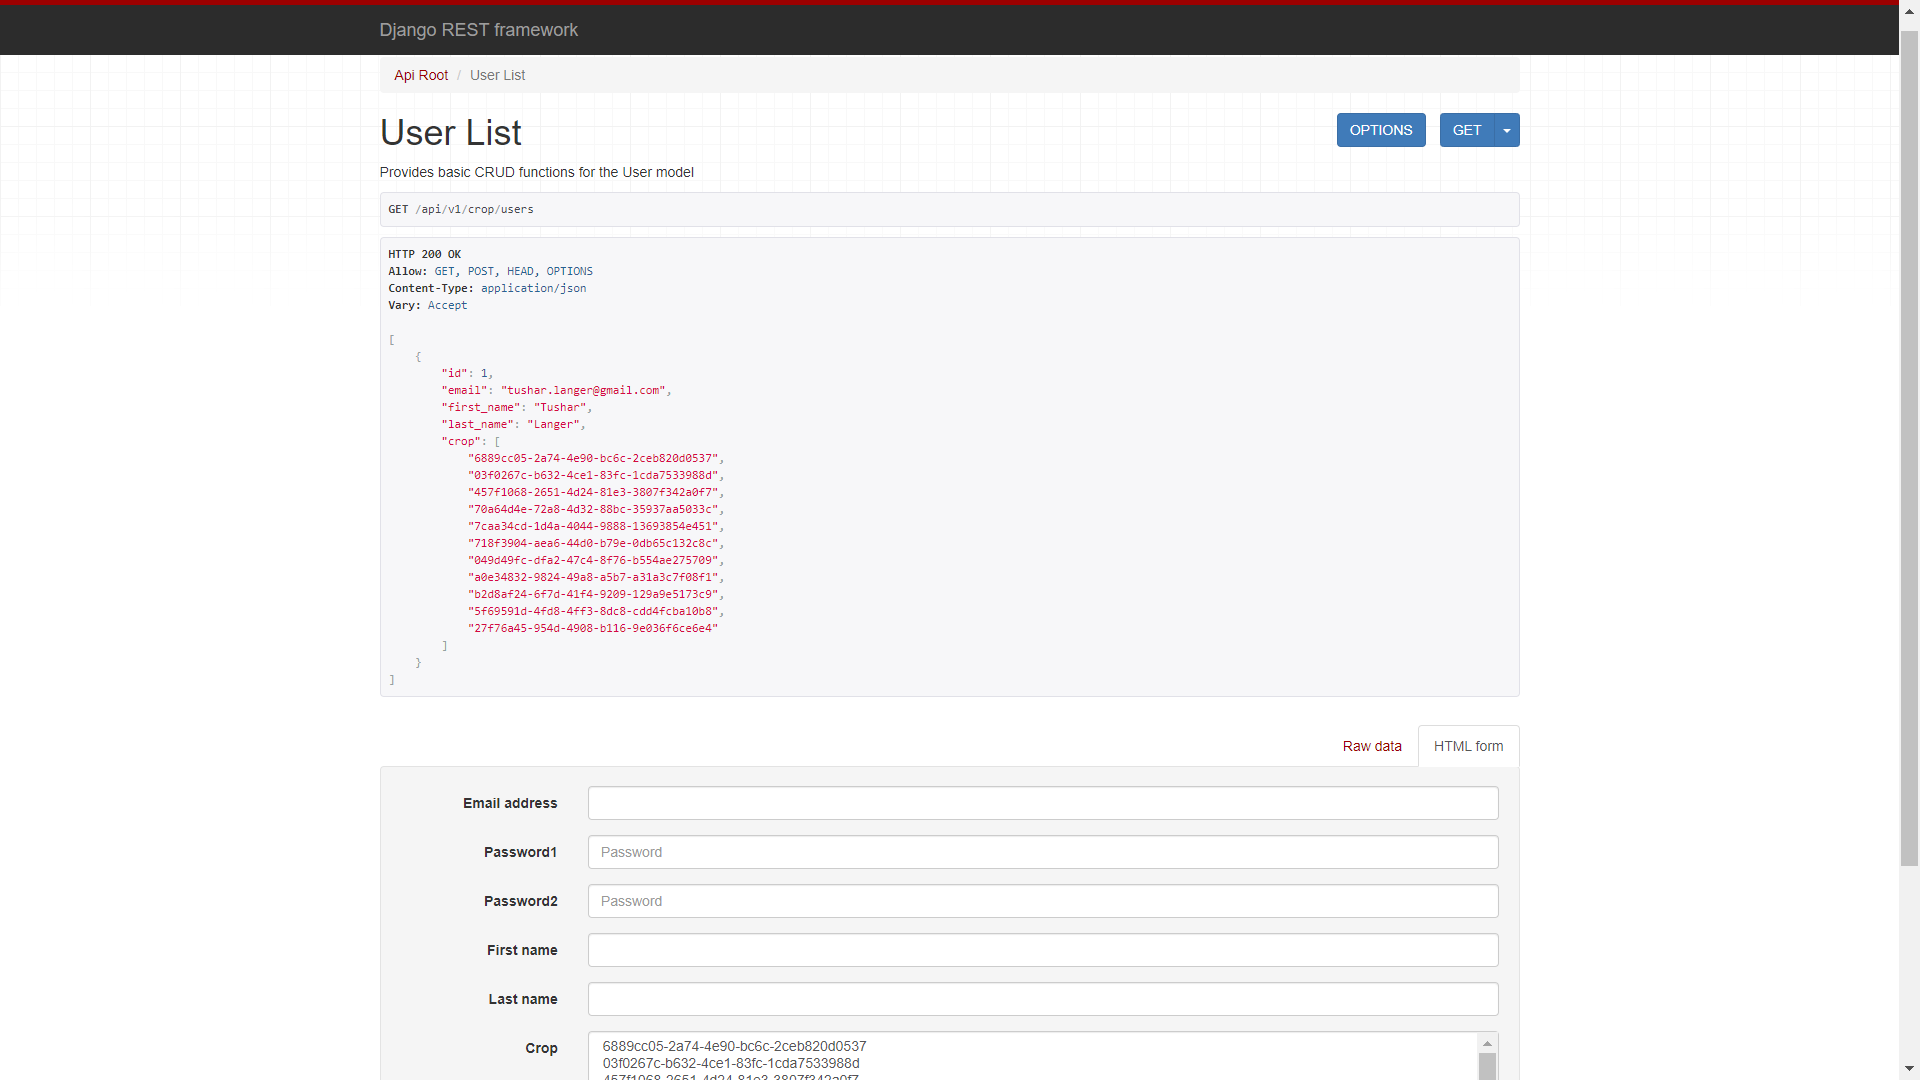 Django REST framework
Api Root / User List
User List
OPTIONS
GET
Provides basic CRUD functions for the User model
GET /api/v1/crop/users
HTTP 200 OK
Allow: GET, POST, HEAD, OPTIONS
Content-Type: application/json
Vary: Accept
[
    {
        "id": 1,
        "email": "tushar.langer@gmail.com",
        "first_name": "Tushar",
        "last_name": "Langer",
        "crop": [
            "6889cc05-2a74-4e90-bc6c-2ceb820d0537",
            "03f0267c-b632-4ce1-83fc-1cda7533988d",
            "457f1068-2651-4d24-81e3-3807f342a0f7",
            "70a64d4e-72a8-4d32-88bc-35937aa5033c",
            "7caa34cd-1d4a-4044-9888-13693854e451",
            "718f3904-aea6-44d0-b79e-0db65c132c8c",
            "049d49fc-dfa2-47c4-8f76-b554ae275709",
            "a0e34832-9824-49a8-a5b7-a31a3c7f08f1",
            "b2d8af24-6f7d-41f4-9209-129a9e5173c9",
            "5f69591d-4fd8-4ff3-8dc8-cdd4fcba10b8",
            "27f76a45-954d-4908-b116-9e036f6ce6e4"
        ]
    }
]
Raw data
HTML form
Email address
Password1
Password
Password2
Password
First name
Last name
Crop
6889cc05-2a74-4e90-bc6c-2ceb820d0537
03f0267c-b632-4ce1-83fc-1cda7533988d
457f1068-2651-4d24-81e3-3807f342a0f7